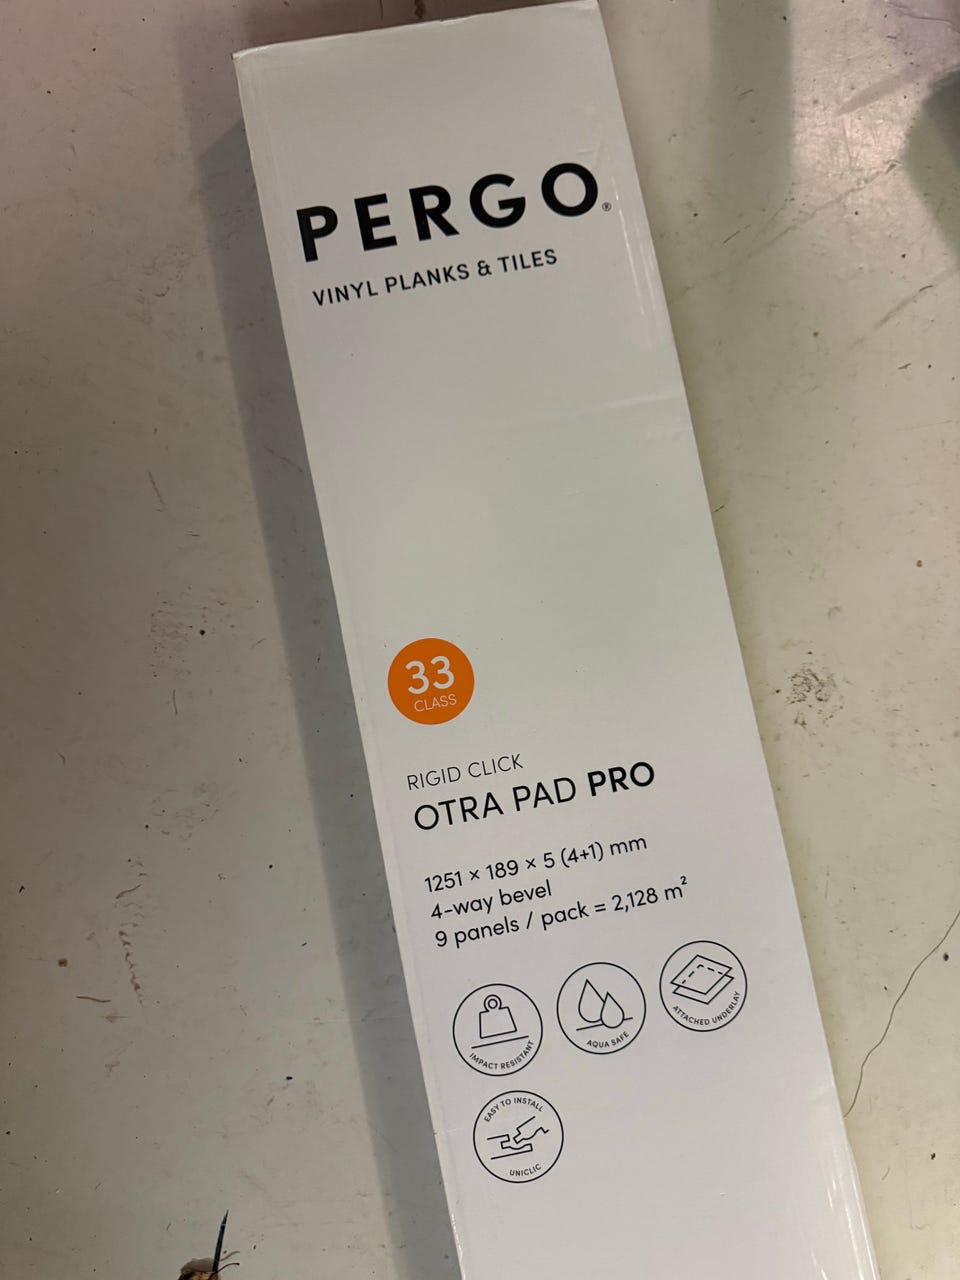 PERGO®
VINYL PLANKS & TILES
33
CLASS
RIGID CLICK
OTRA PAD PRO
1251 × 189 × 5 (4+1) mm
4-way bevel
9 panels / pack = 2,128 m²
IMPACT RESISTANT
AQUA SAFE
ATTACHED UNDERLAY
EASY TO INSTALL
UNICLIC